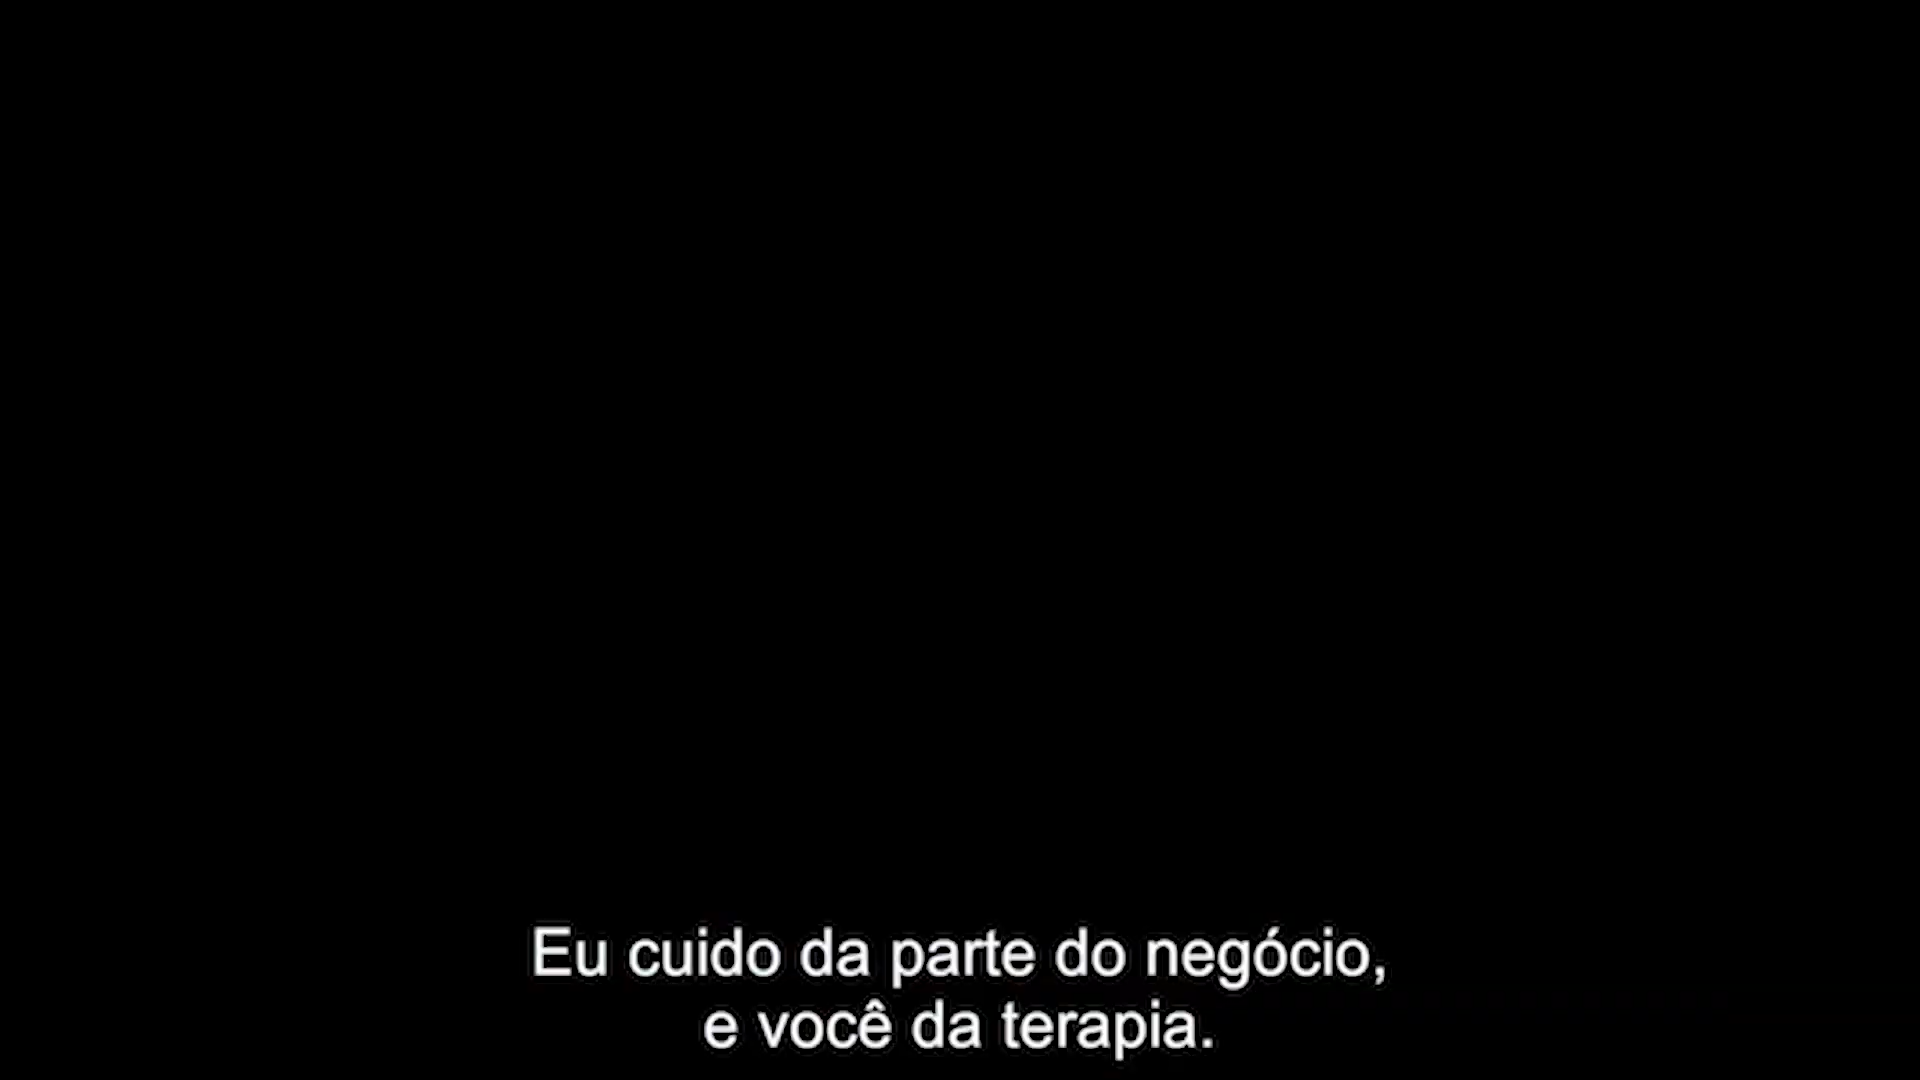 Eu cuido da parte do negócio,
e você da terapia.